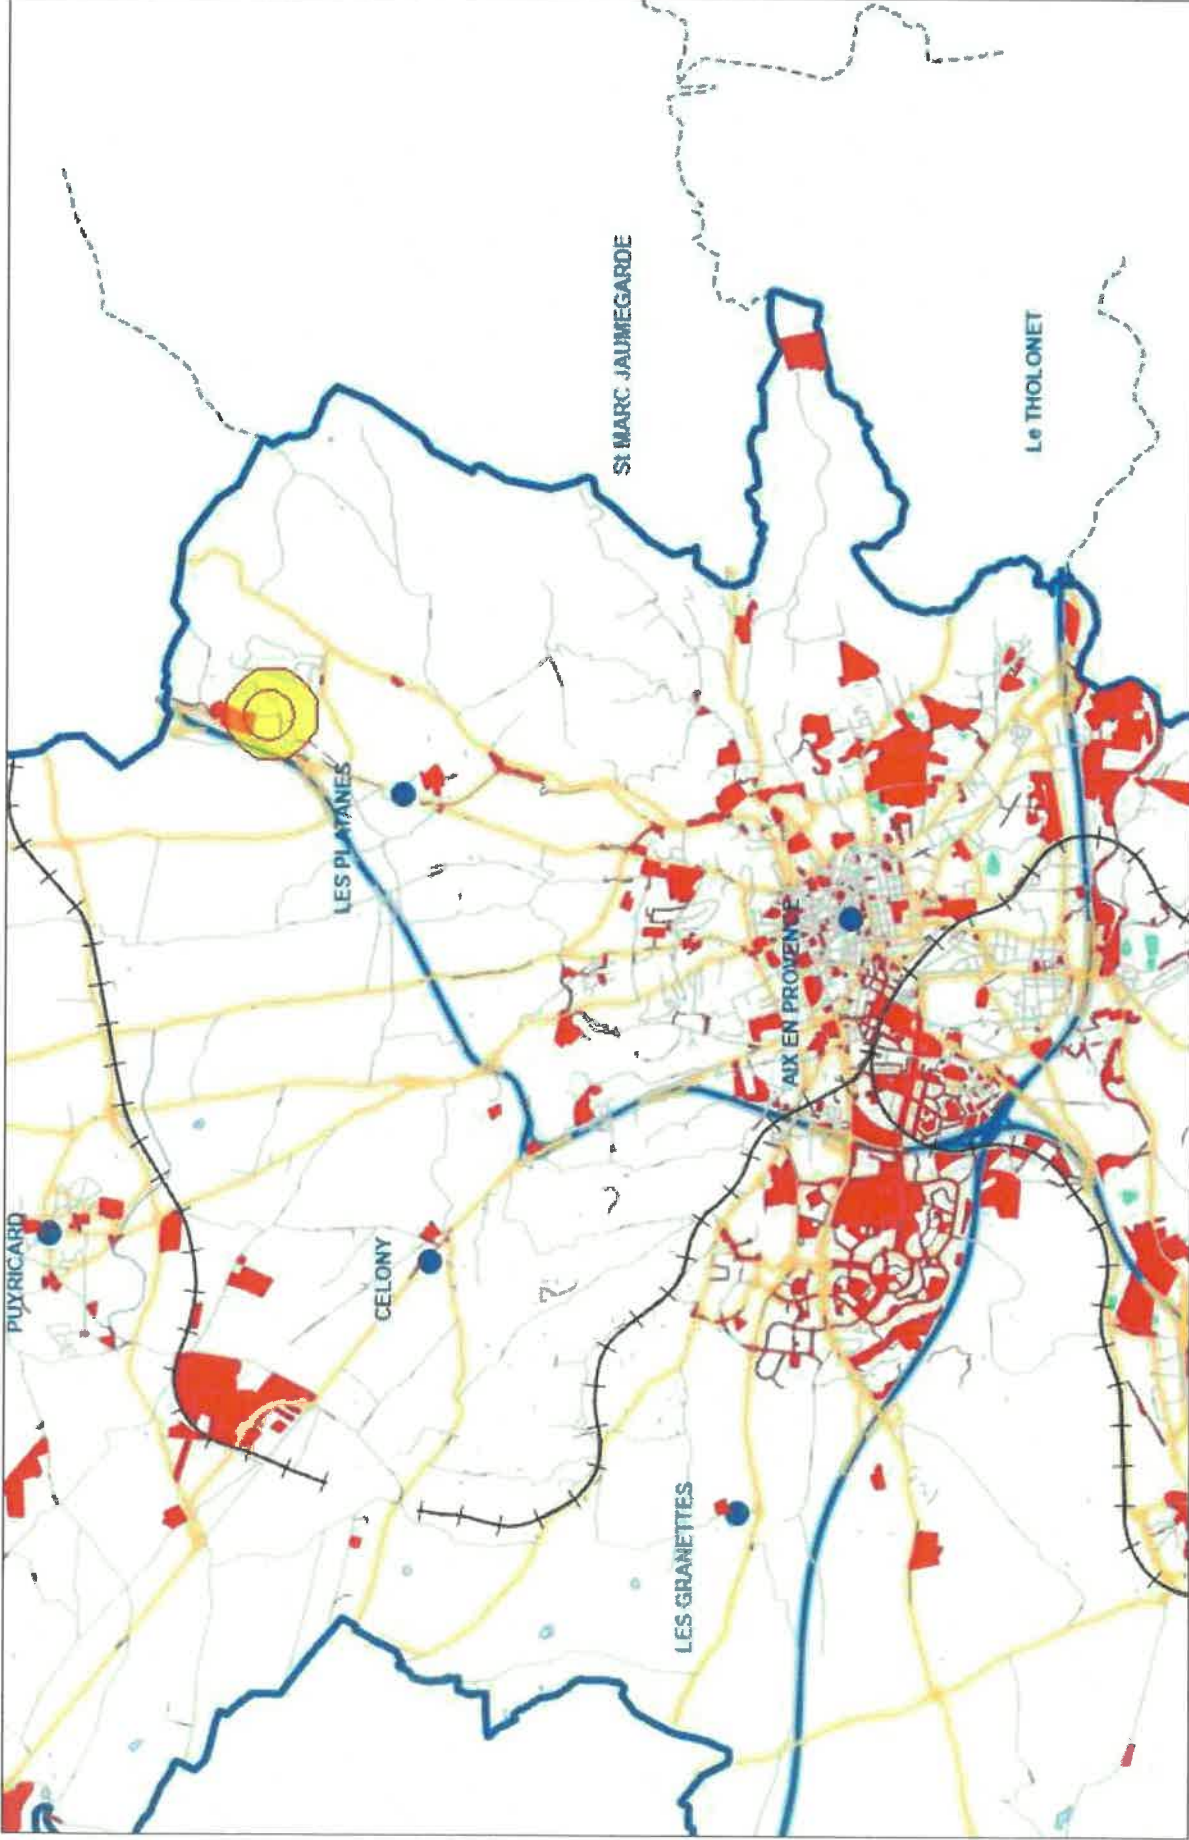 PUYRICARD
CELONY
LES PLATANES
St MARC JAUMEGARDE
AIX EN PROVENCE
Le THOLONET
LES GRANETTES